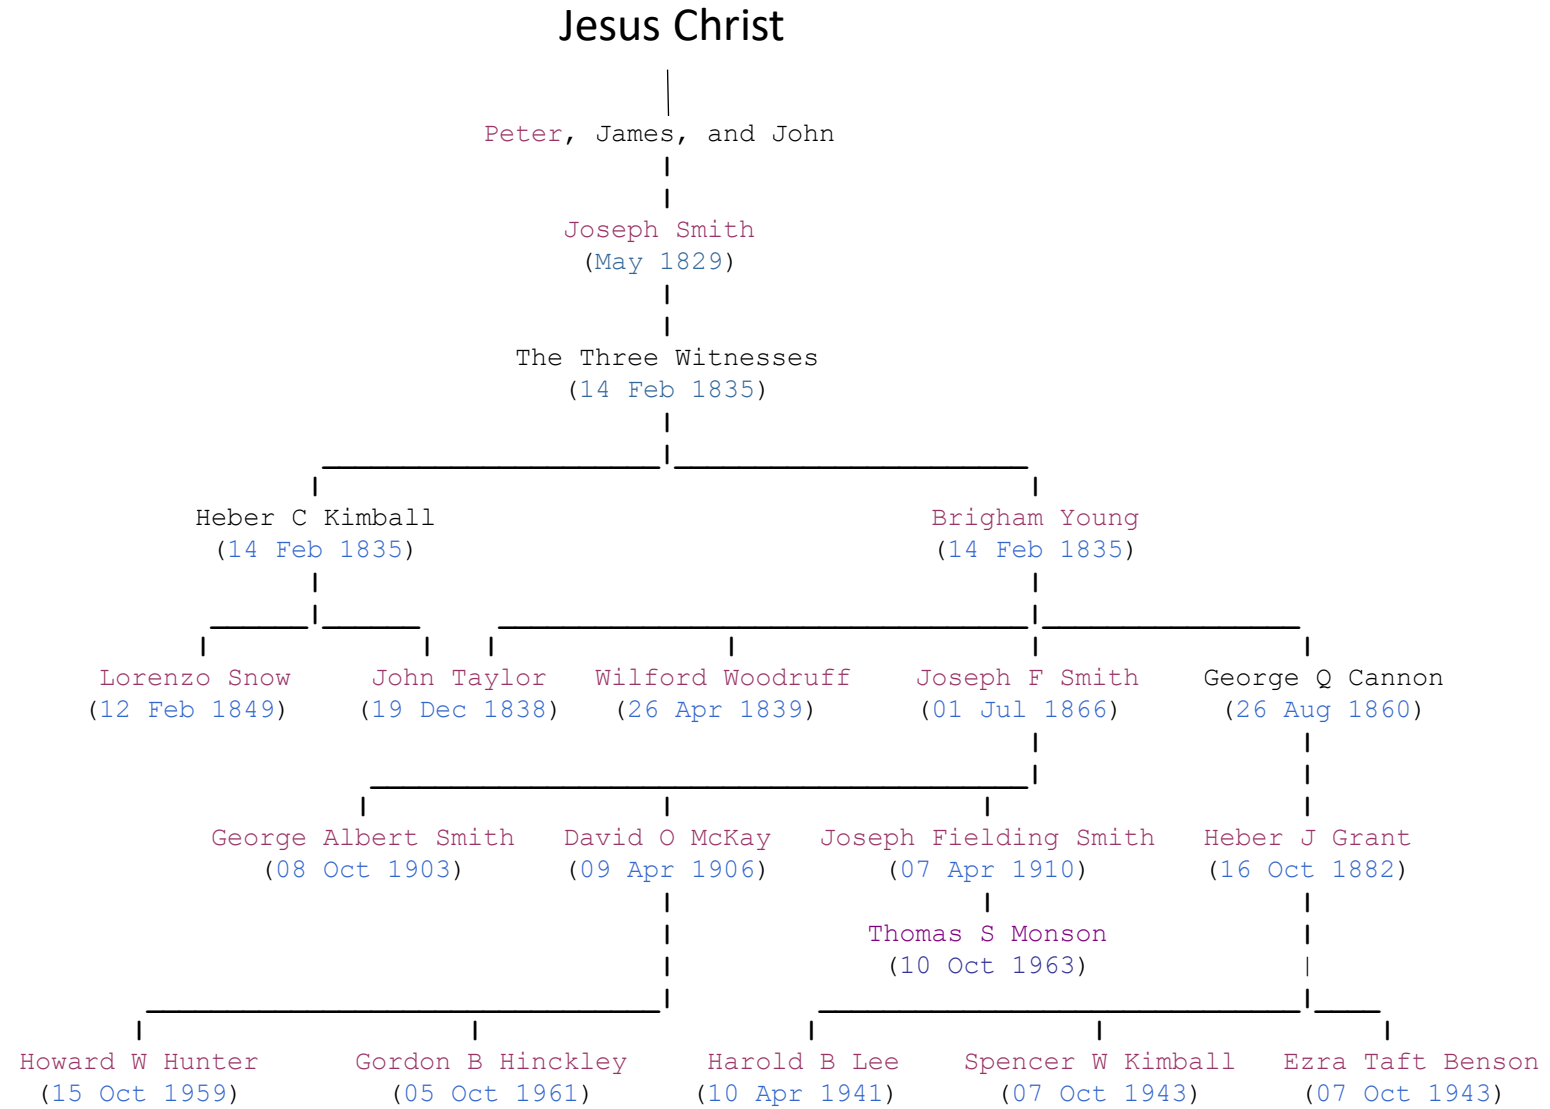 Jesus Christ
Peter, James, and John
Joseph Smith
(May 1829)
The Three Witnesses
(14 Feb 1835)
Heber C Kimball Brigham Young
(14 Feb 1835) (14 Feb 1835)
Lorenzo Snow John Taylor Wilford Woodruff Joseph F Smith George Q Cannon
(12 Feb 1849) (19 Dec 1838) (26 Apr 1839) (01 Jul 1866) (26 Aug 1860)
George Albert Smith David O McKay Joseph Fielding Smith Heber J Grant
(08 Oct 1903) (09 Apr 1906) (07 Apr 1910) (16 Oct 1882)
Thomas S Monson
(10 Oct 1963)
Howard W Hunter Gordon B Hinckley Harold B Lee Spencer W Kimball Ezra Taft Benson
(15 Oct 1959) (05 Oct 1961) (10 Apr 1941) (07 Oct 1943) (07 Oct 1943)